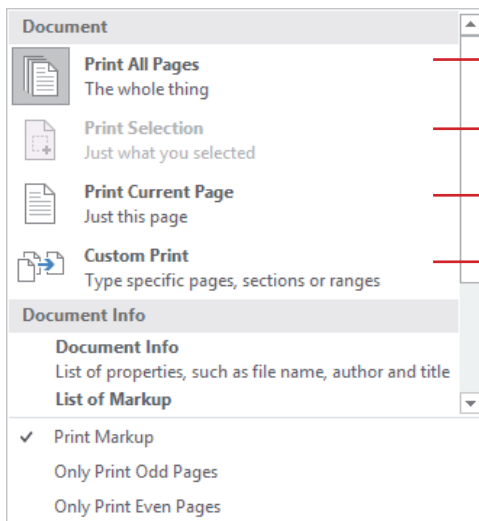 Document
Print All Pages
The whole thing
Print Selection
Just what you selected
Print Current Page
Just this page
Custom Print
Type specific pages, sections or ranges
Document Info
Document Info
List of properties, such as file name, author and title
List of Markup
Print Markup
Only Print Odd Pages
Only Print Even Pages